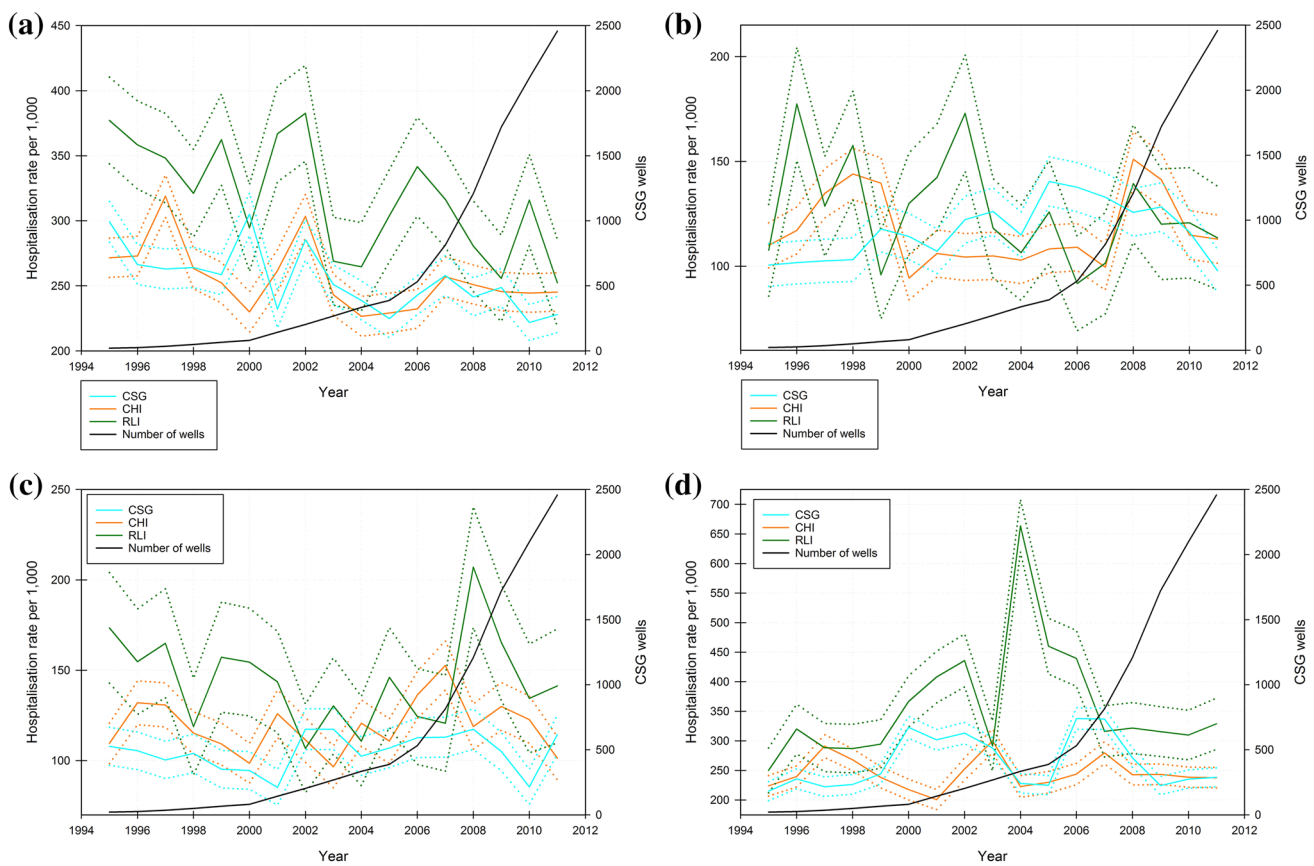 (a)
450
400
350
300
250
200
Hospitalisation rate per 1,000
2500
2000
1500
1000
500
0
CSG wells
1994 1996 1998 2000 2002 2004 2006 2008 2010 2012
Year
CSG
CHI
RLI
Number of wells
(b)
200
150
100
Hospitalisation rate per 1,000
2500
2000
1500
1000
500
0
CSG wells
1994 1996 1998 2000 2002 2004 2006 2008 2010 2012
Year
CSG
CHI
RLI
Number of wells
(c)
250
200
150
100
Hospitalisation rate per 1,000
CSG
CHI
RLI
Number of wells
2500
2000
1500
1000
500
0
CSG wells
1994 1996 1998 2000 2002 2004 2006 2008 2010 2012
Year
(d)
700
650
600
550
500
450
400
350
300
250
200
Hospitalisation rate per 1,000
CSG
CHI
RLI
Number of wells
2500
2000
1500
1000
500
0
CSG wells
1994 1996 1998 2000 2002 2004 2006 2008 2010 2012
Year